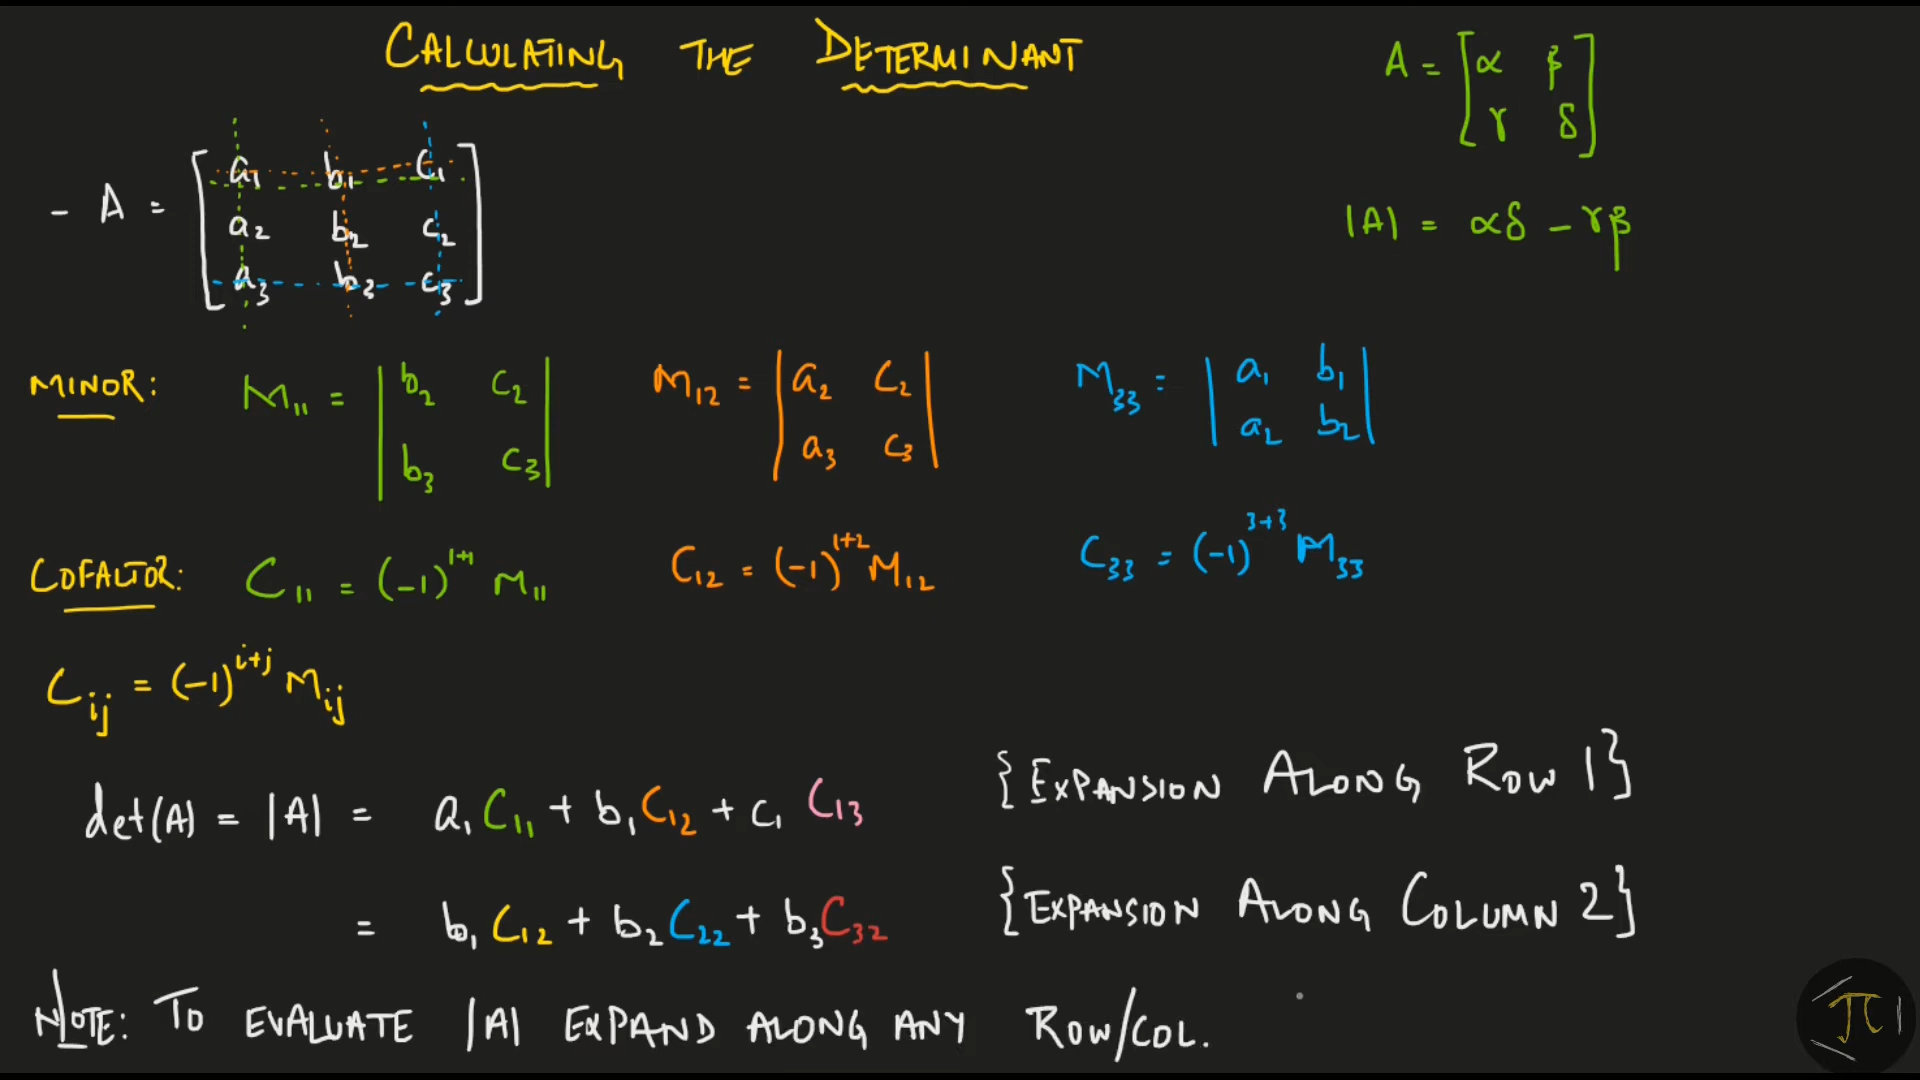 CALCULATING THE DETERMINANT
A = [α β
γ δ]
- A = [a₁ b₁ c₁
a₂ b₂ c₂
a₃ b₃ c₃]
|A| = αδ - γβ
MINOR: M₁₁ = |b₂ c₂
b₃ c₃|
M₁₂ = |a₂ c₂
a₃ c₃|
M₃₃ = |a₁ b₁
a₂ b₂|
COFACTOR: C₁₁ = (-1)¹⁺¹ M₁₁
C₁₂ = (-1)¹⁺² M₁₂
C₃₃ = (-1)³⁺³ M₃₃
Cᵢⱼ = (-1)ⁱ⁺ʲ Mᵢⱼ
det(A) = |A| = a₁C₁₁ + b₁C₁₂ + c₁C₁₃ {EXPANSION ALONG ROW 1}
= b₁C₁₂ + b₂C₂₂ + b₃C₃₂ {EXPANSION ALONG COLUMN 2}
NOTE: TO EVALUATE |A| EXPAND ALONG ANY ROW/COL.